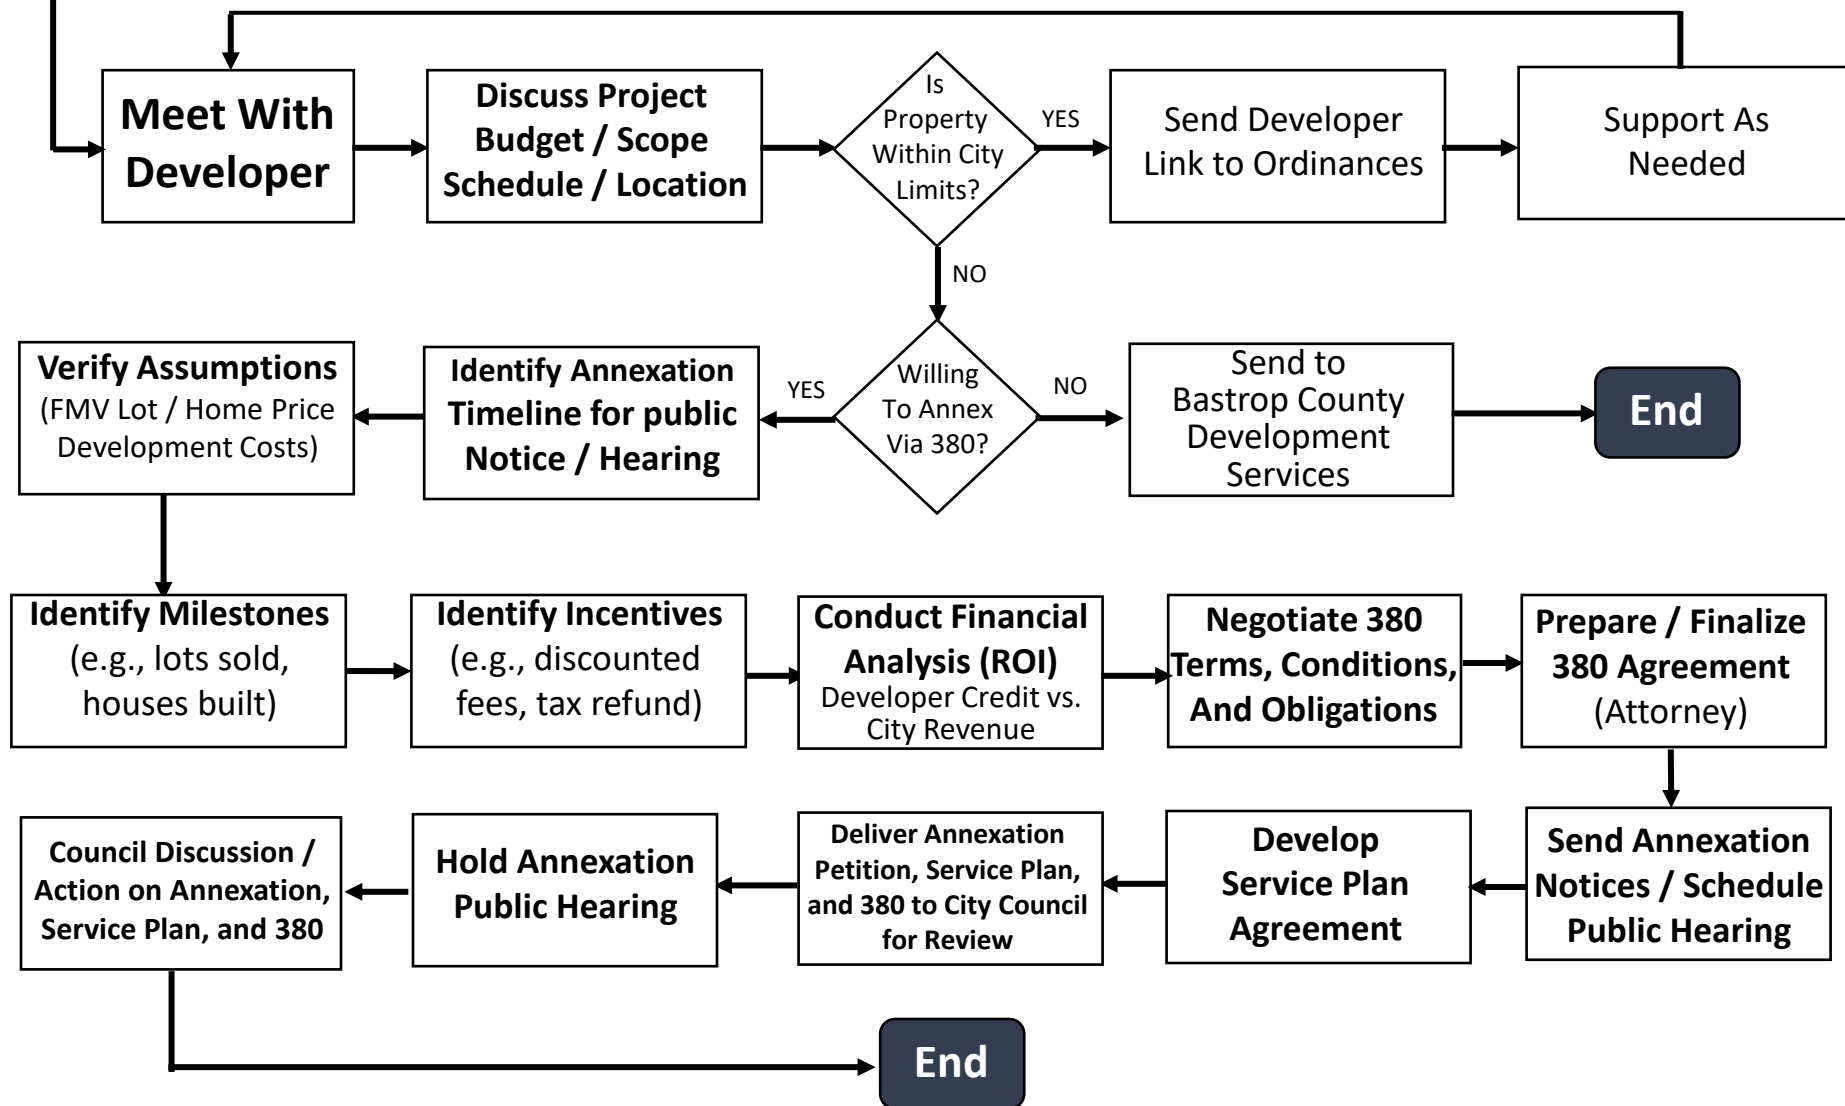 Meet With
Developer
Discuss Project
Budget / Scope
Schedule / Location
Is
Property
Within City
Limits?
YES
Send Developer
Link to Ordinances
Support As
Needed
NO
Verify Assumptions
(FMV Lot / Home Price
Development Costs)
Identify Annexation
Timeline for public
Notice / Hearing
YES
Willing
To Annex
Via 380?
NO
Send to
Bastrop County
Development
Services
End
Identify Milestones
(e.g., lots sold,
houses built)
Identify Incentives
(e.g., discounted
fees, tax refund)
Conduct Financial
Analysis (ROI)
Developer Credit vs.
City Revenue
Negotiate 380
Terms, Conditions,
And Obligations
Prepare / Finalize
380 Agreement
(Attorney)
Council Discussion /
Action on Annexation,
Service Plan, and 380
Hold Annexation
Public Hearing
Deliver Annexation
Petition, Service Plan,
and 380 to City Council
for Review
Develop
Service Plan
Agreement
Send Annexation
Notices / Schedule
Public Hearing
End